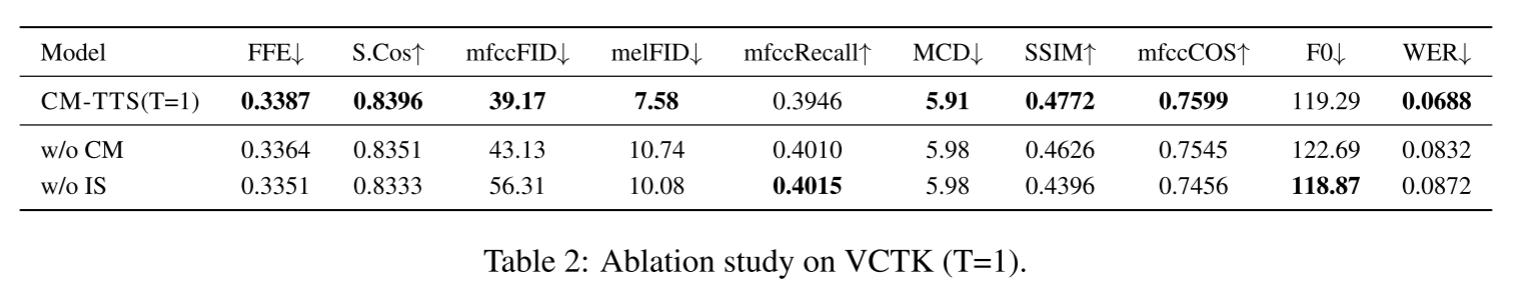 Model FFE↓ S.Cos↑ mfccFID↓ melFID↓ mfccRecall↑ MCD↓ SSIM↑ mfccCOS↑ F0↓ WER↓
CM-TTS(T=1) 0.3387 0.8396 39.17 7.58 0.3946 5.91 0.4772 0.7599 119.29 0.0688
w/o CM 0.3364 0.8351 43.13 10.74 0.4010 5.98 0.4626 0.7545 122.69 0.0832
w/o IS 0.3351 0.8333 56.31 10.08 0.4015 5.98 0.4396 0.7456 118.87 0.0872
Table 2: Ablation study on VCTK (T=1).